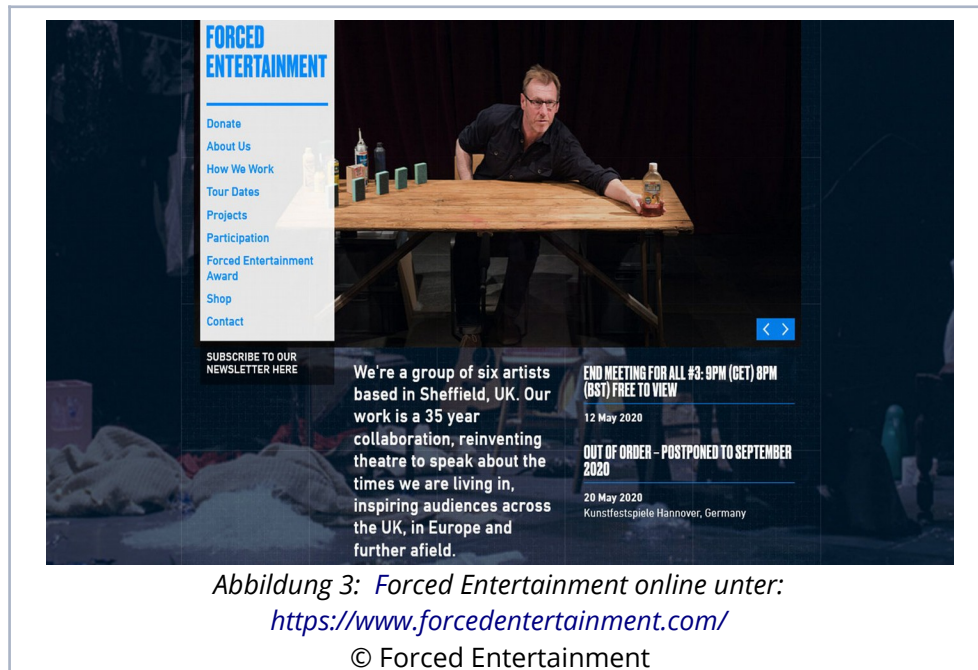 FORCED
ENTERTAINMENT
Donate
About Us
How We Work
Tour Dates
Projects
Participation
Forced Entertainment
Award
Shop
Contact
SUBSCRIBE TO OUR
NEWSLETTER HERE
We're a group of six artists
based in Sheffield, UK. Our
work is a 35 year
collaboration, reinventing
theatre to speak about the
times we are living in,
inspiring audiences across
the UK, in Europe and
further afield.
END MEETING FOR ALL #3: 9PM (CET) 8PM
(BST) FREE TO VIEW
12 May 2020
OUT OF ORDER – POSTPONED TO SEPTEMBER
2020
20 May 2020
Kunstfestspiele Hannover, Germany
Abbildung 3: Forced Entertainment online unter:
https://www.forcedentertainment.com/
© Forced Entertainment